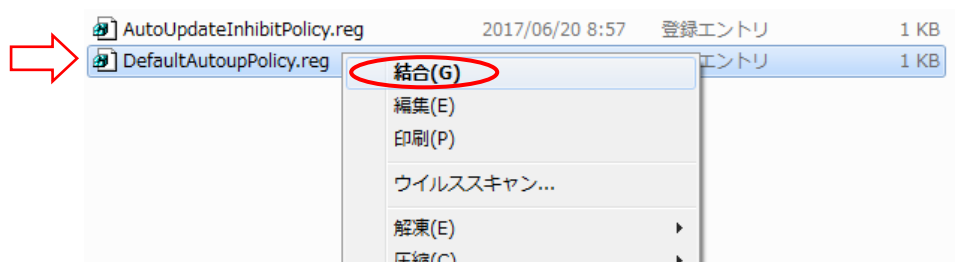 AutoUpdateInhibitPolicy.reg 2017/06/20 8:57 登録エントリ 1 KB
DefaultAutoupPolicy.reg エントリ 1 KB
結合(G)
編集(E)
印刷(P)
ウイルススキャン...
解凍(E)
圧縮(C)